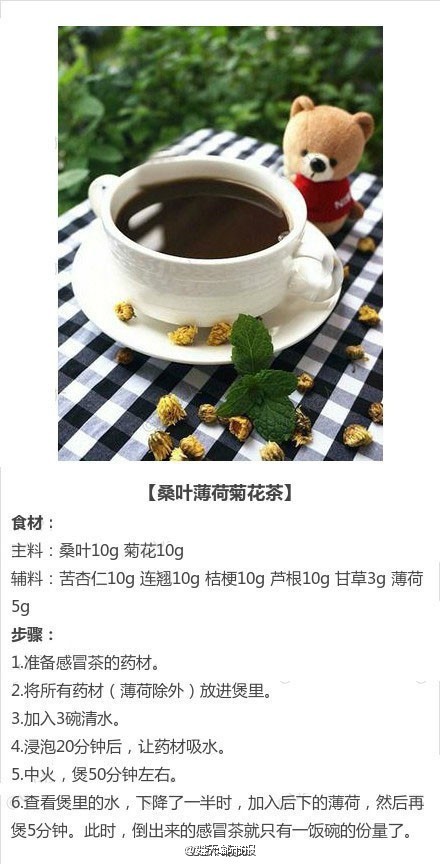 【桑叶薄荷菊花茶】
食材：
主料：桑叶10g 菊花10g
辅料：苦杏仁10g 连翘10g 桔梗10g 芦根10g 甘草3g 薄荷
5g
步骤：
1.准备感冒茶的药材。
2.将所有药材（薄荷除外）放进煲里。
3.加入3碗清水。
4.浸泡20分钟后，让药材吸水。
5.中火，煲50分钟左右。
6.查看煲里的水，下降了一半时，加入后下的薄荷，然后再
煲5分钟。此时，倒出来的感冒茶就只有一饭碗的份量了。